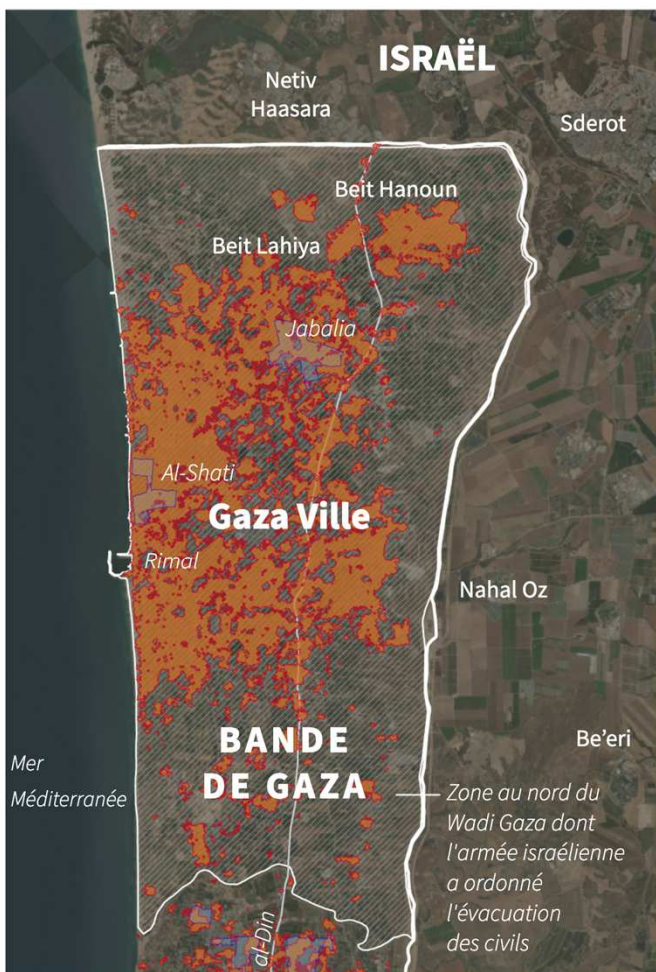 ISRAËL
Netiv
Haasara
Sderot
Beit Hanoun
Beit Lahiya
Jabalia
Al-Shati
Gaza Ville
Rimal
Nahal Oz
BANDE
DE GAZA
Be’eri
Mer
Méditerranée
Zone au nord du
Wadi Gaza dont
l'armée israélienne
a ordonné
l'évacuation
des civils
al-Din